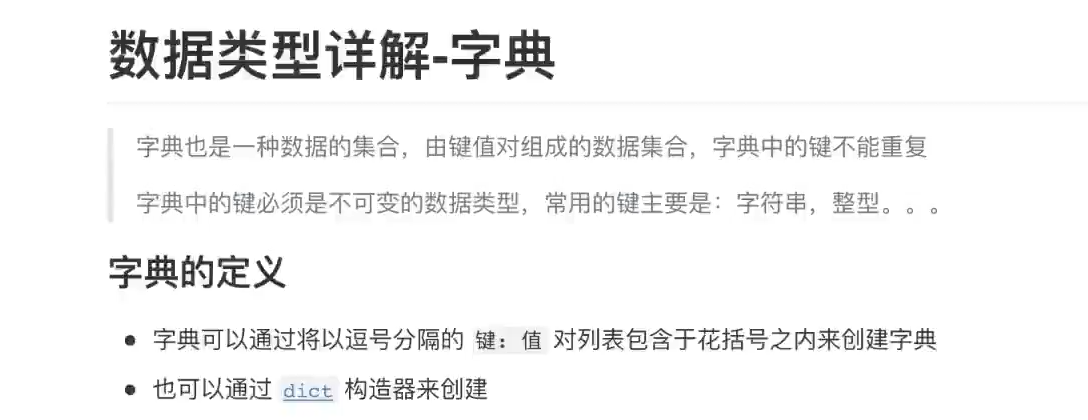 数据类型详解-字典
字典也是一种数据的集合，由键值对组成的数据集合，字典中的键不能重复
字典中的键必须是不可变的数据类型，常用的键主要是：字符串，整型。。。
字典的定义
字典可以通过将以逗号分隔的 键：值 对列表包含于花括号之内来创建字典
也可以通过 dict 构造器来创建